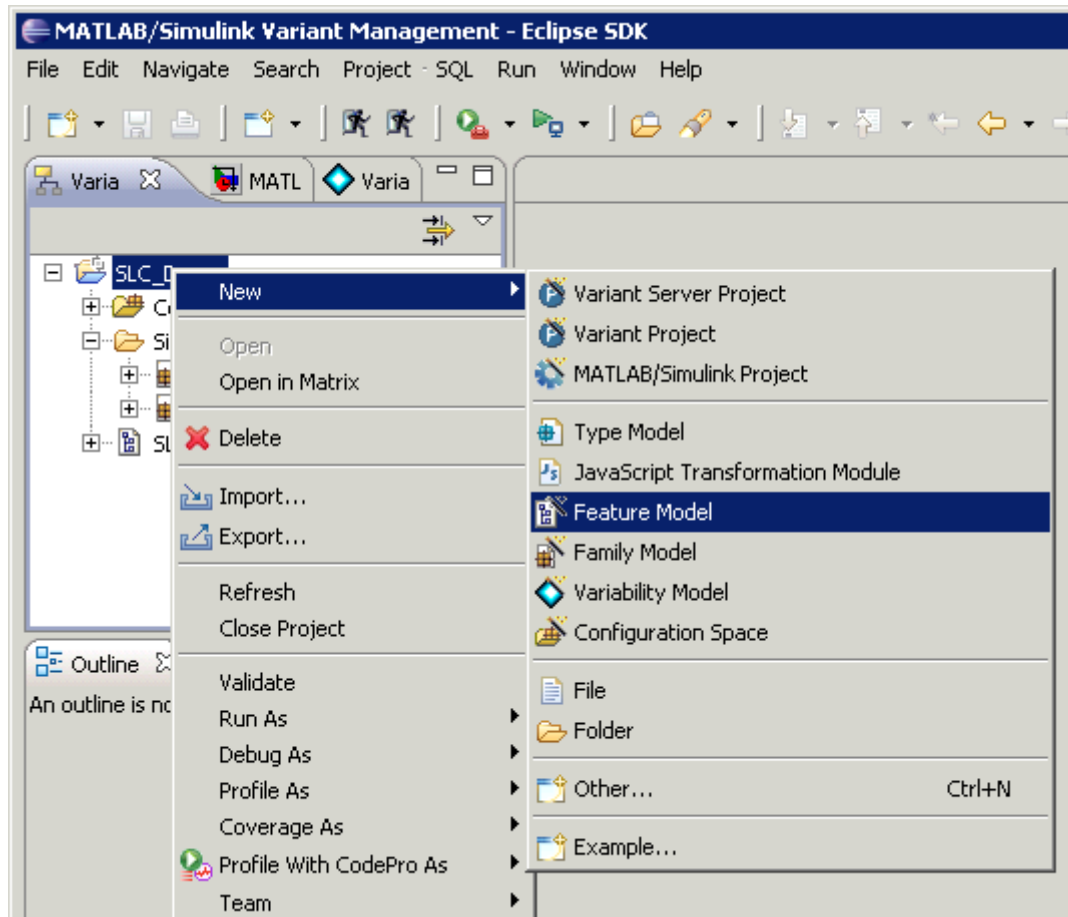 MATLAB/Simulink Variant Management - Eclipse SDK
File Edit Navigate Search Project SQL Run Window Help
Varia MATL Varia
SLC_D
New
Open
Open in Matrix
Delete
Import...
Export...
Refresh
Close Project
Validate
Run As
Debug As
Profile As
Coverage As
Profile With CodePro As
Team
Variant Server Project
Variant Project
MATLAB/Simulink Project
Type Model
JavaScript Transformation Module
Feature Model
Family Model
Variability Model
Configuration Space
File
Folder
Other... Ctrl+N
Example...
Outline
An outline is